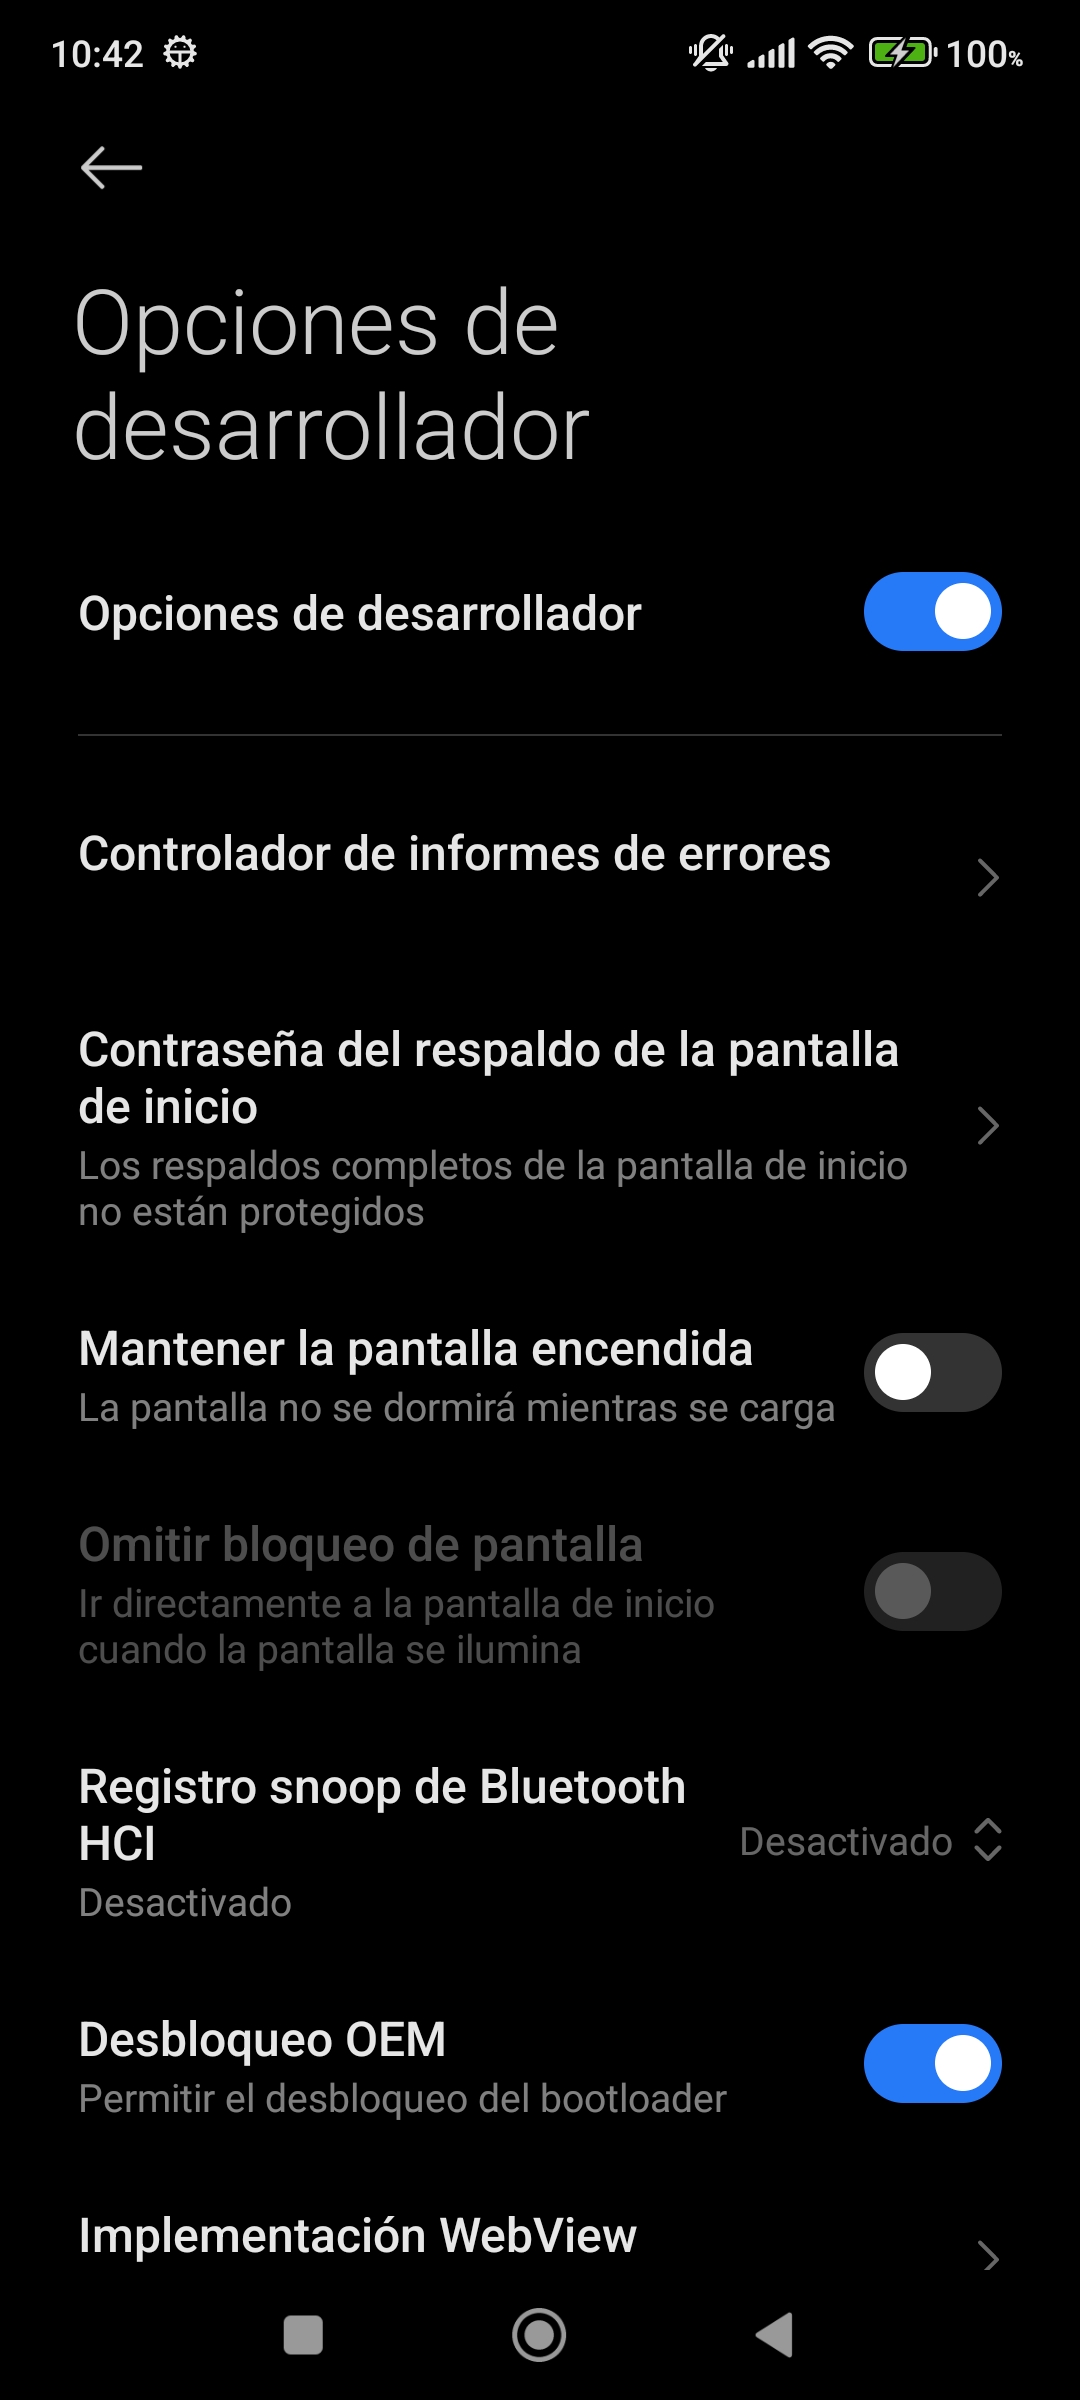 10:42
100%
Opciones de
desarrollador
Opciones de desarrollador
Controlador de informes de errores
Contraseña del respaldo de la pantalla
de inicio
Los respaldos completos de la pantalla de inicio
no están protegidos
Mantener la pantalla encendida
La pantalla no se dormirá mientras se carga
Omitir bloqueo de pantalla
Ir directamente a la pantalla de inicio
cuando la pantalla se ilumina
Registro snoop de Bluetooth
HCI
Desactivado
Desactivado
Desbloqueo OEM
Permitir el desbloqueo del bootloader
Implementación WebView